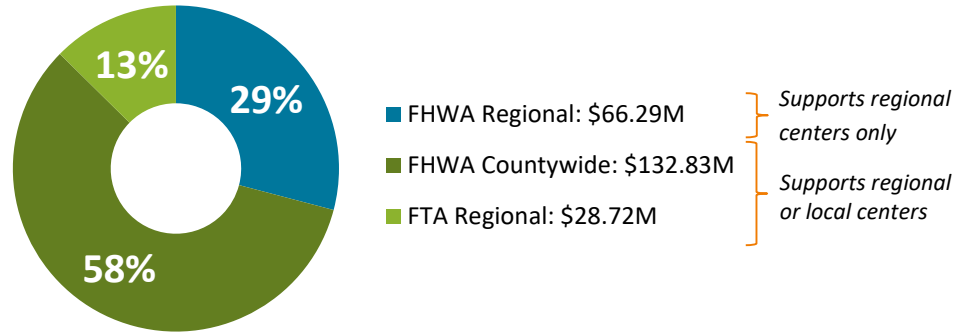 13%
29%
58%
FHWA Regional: $66.29M
FHWA Countywide: $132.83M
FTA Regional: $28.72M
Supports regional
centers only
Supports regional
or local centers